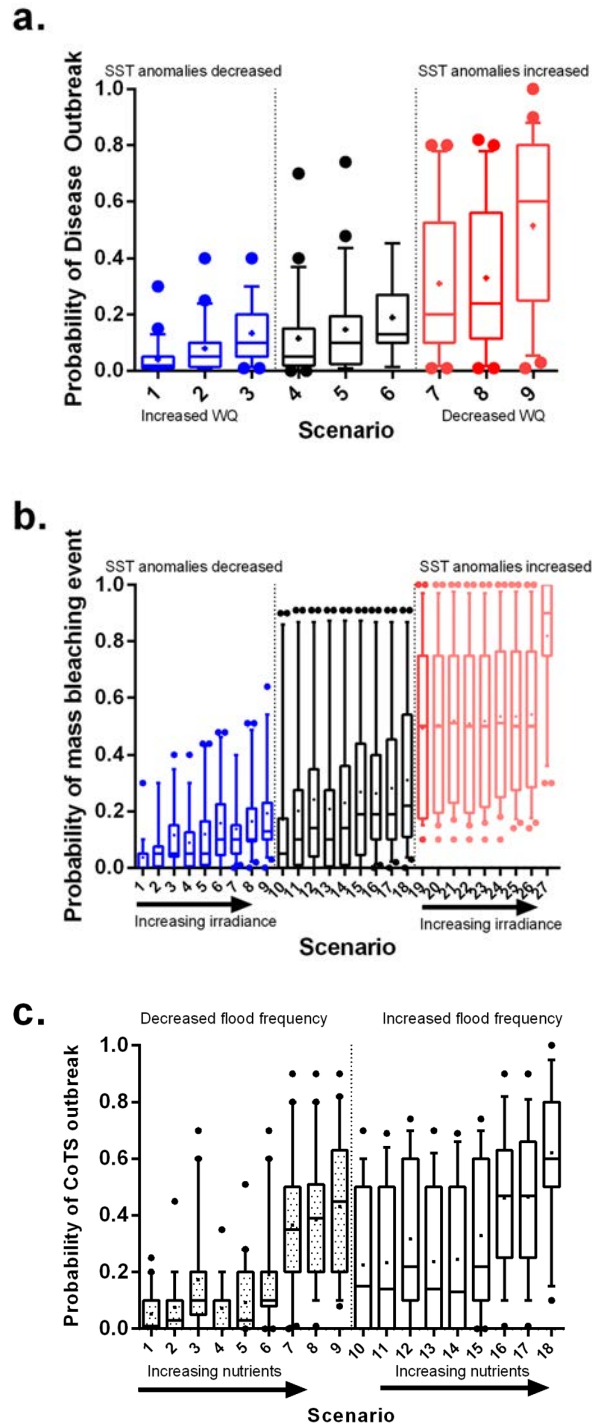 a.
SST anomalies decreased SST anomalies increased
Probability of Disease Outbreak
1.0
0.8
0.6
0.4
0.2
0.0
1 2 3 4 5 6 7 8 9
Increased WQ Decreased WQ
Scenario
b.
SST anomalies decreased SST anomalies increased
Probability of mass bleaching event
1.0
0.8
0.6
0.4
0.2
0.0
1 2 3 4 5 6 7 8 9 10 11 12 13 14 15 16 17 18 19 20 21 22 23 24 25 26 27
Increasing irradiance Increasing irradiance
Scenario
c.
Decreased flood frequency Increased flood frequency
Probability of CoTS outbreak
1.0
0.8
0.6
0.4
0.2
0.0
1 2 3 4 5 6 7 8 9 10 11 12 13 14 15 16 17 18
Increasing nutrients Increasing nutrients
Scenario